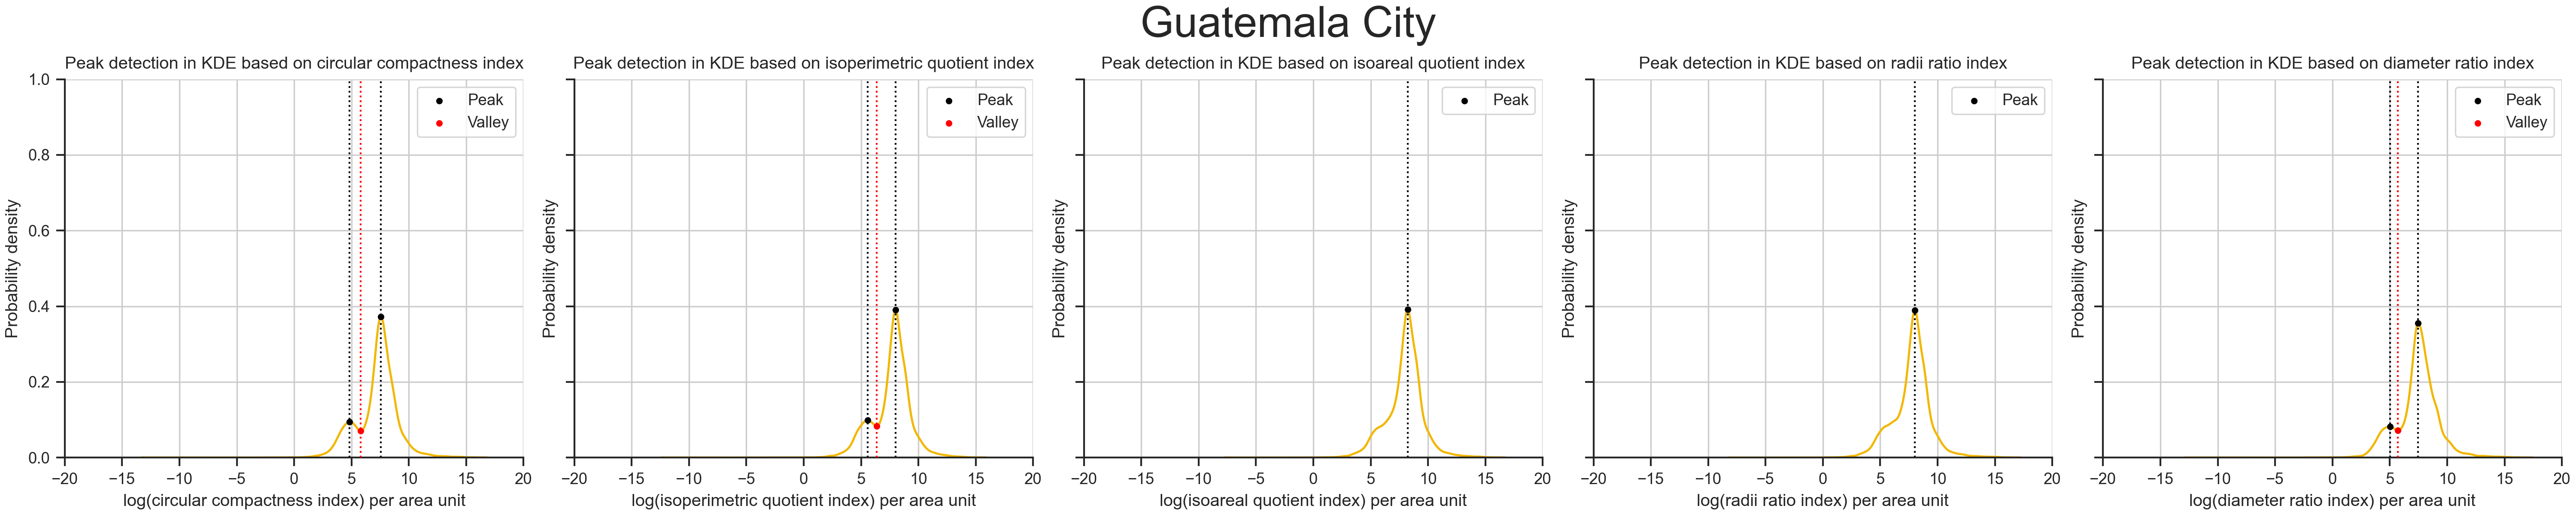 Guatemala City
Peak detection in KDE based on circular compactness index
1.0
0.8
0.6
0.4
0.2
0.0
Probability density
Peak
Valley
−20 −15 −10 −5 0 5 10 15 20
log(circular compactness index) per area unit
Peak detection in KDE based on isoperimetric quotient index
Probability density
Peak
Valley
−20 −15 −10 −5 0 5 10 15 20
log(isoperimetric quotient index) per area unit
Peak detection in KDE based on isoareal quotient index
Probability density
Peak
−20 −15 −10 −5 0 5 10 15 20
log(isoareal quotient index) per area unit
Peak detection in KDE based on radii ratio index
Probability density
Peak
−20 −15 −10 −5 0 5 10 15 20
log(radii ratio index) per area unit
Peak detection in KDE based on diameter ratio index
Probability density
Peak
Valley
−20 −15 −10 −5 0 5 10 15 20
log(diameter ratio index) per area unit